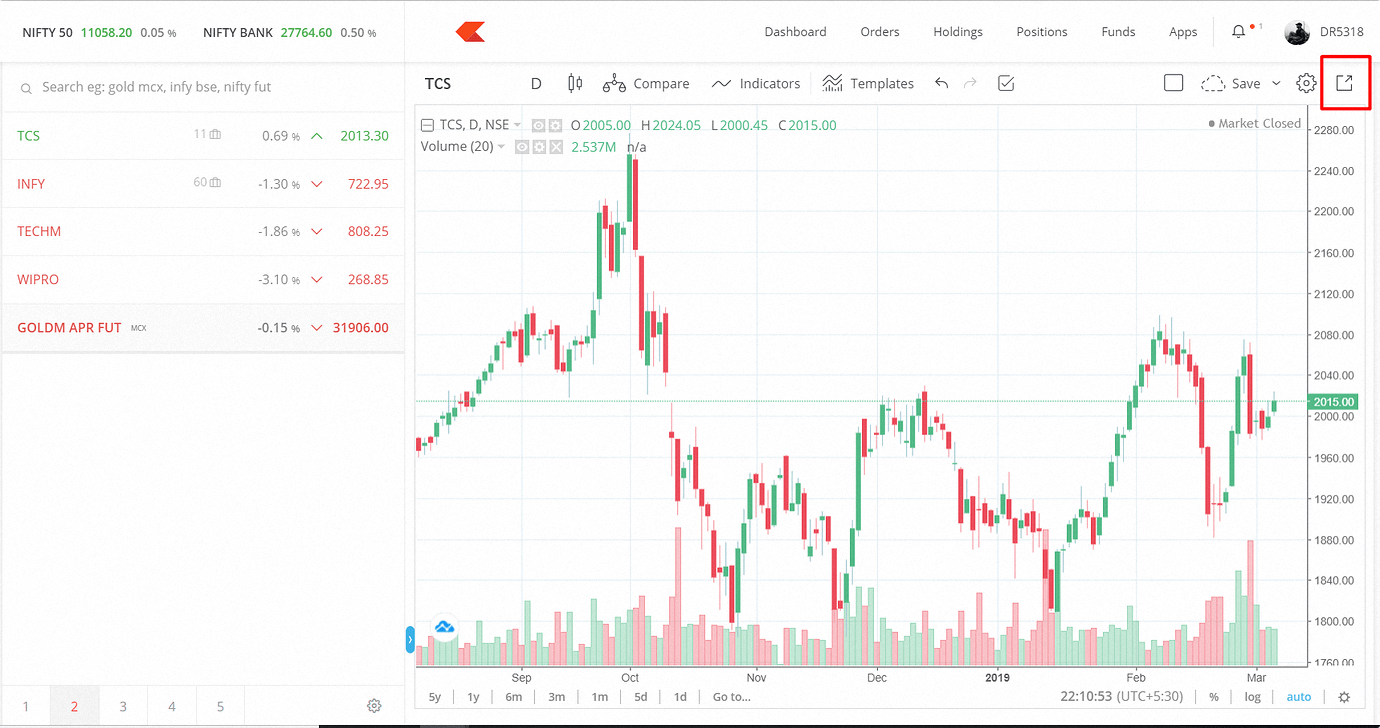 NIFTY 50 11058.20 0.05 % NIFTY BANK 27764.60 0.50 %
Dashboard Orders Holdings Positions Funds Apps 1 DR5318
Search eg: gold mcx, infy bse, nifty fut
TCS 11 0.69 % 2013.30
INFY 60 -1.30 % 722.95
TECHM -1.86 % 808.25
WIPRO -3.10 % 268.85
GOLDM APR FUT MCX -0.15 % 31906.00
1 2 3 4 5
TCS D Compare Indicators Templates Save
TCS, D, NSE O 2005.00 H 2024.05 L 2000.45 C 2015.00
Market Closed
Volume (20) 2.537M n/a
2280.00
2240.00
2200.00
2160.00
2120.00
2080.00
2040.00
2015.00
2000.00
1960.00
1920.00
1880.00
1840.00
1800.00
1760.00
Sep Oct Nov Dec 2019 Feb Mar
5y 1y 6m 3m 1m 5d 1d Go to... 22:10:53 (UTC+5:30) % log auto